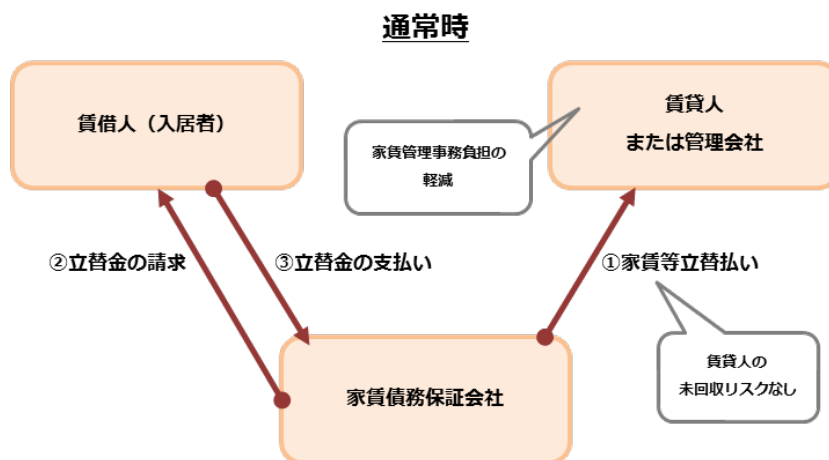 通常時
賃借人（入居者）
賃貸人
または管理会社
家賃管理事務負担の
軽減
②立替金の請求
③立替金の支払い
①家賃等立替払い
賃貸人の
未回収リスクなし
家賃債務保証会社